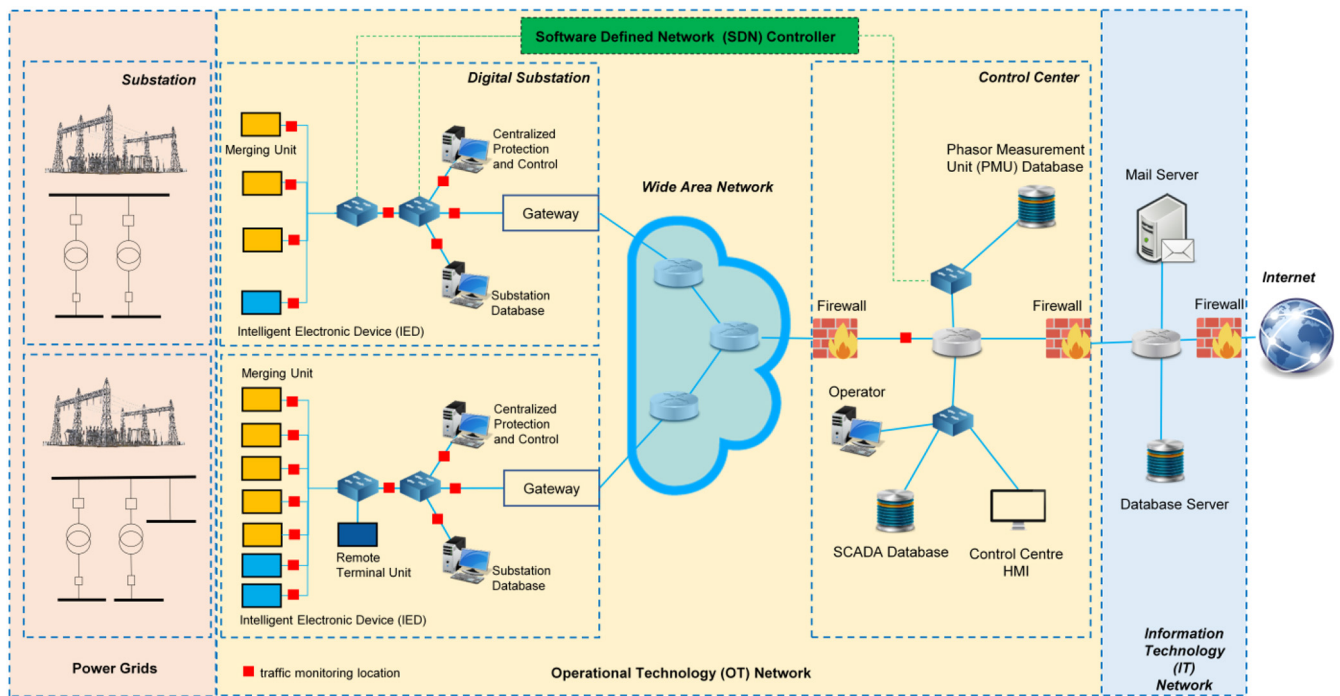 Software Defined Network (SDN) Controller
Substation
Digital Substation
Merging Unit
Centralized
Protection
and Control
Gateway
Substation
Database
Intelligent Electronic Device (IED)
Merging Unit
Centralized
Protection
and Control
Gateway
Remote
Terminal Unit
Substation
Database
Intelligent Electronic Device (IED)
Wide Area Network
Control Center
Phasor Measurement
Unit (PMU) Database
Firewall
Firewall
Operator
SCADA Database
Control Centre
HMI
Mail Server
Internet
Firewall
Database Server
Information
Technology
(IT)
Network
Power Grids
traffic monitoring location
Operational Technology (OT) Network